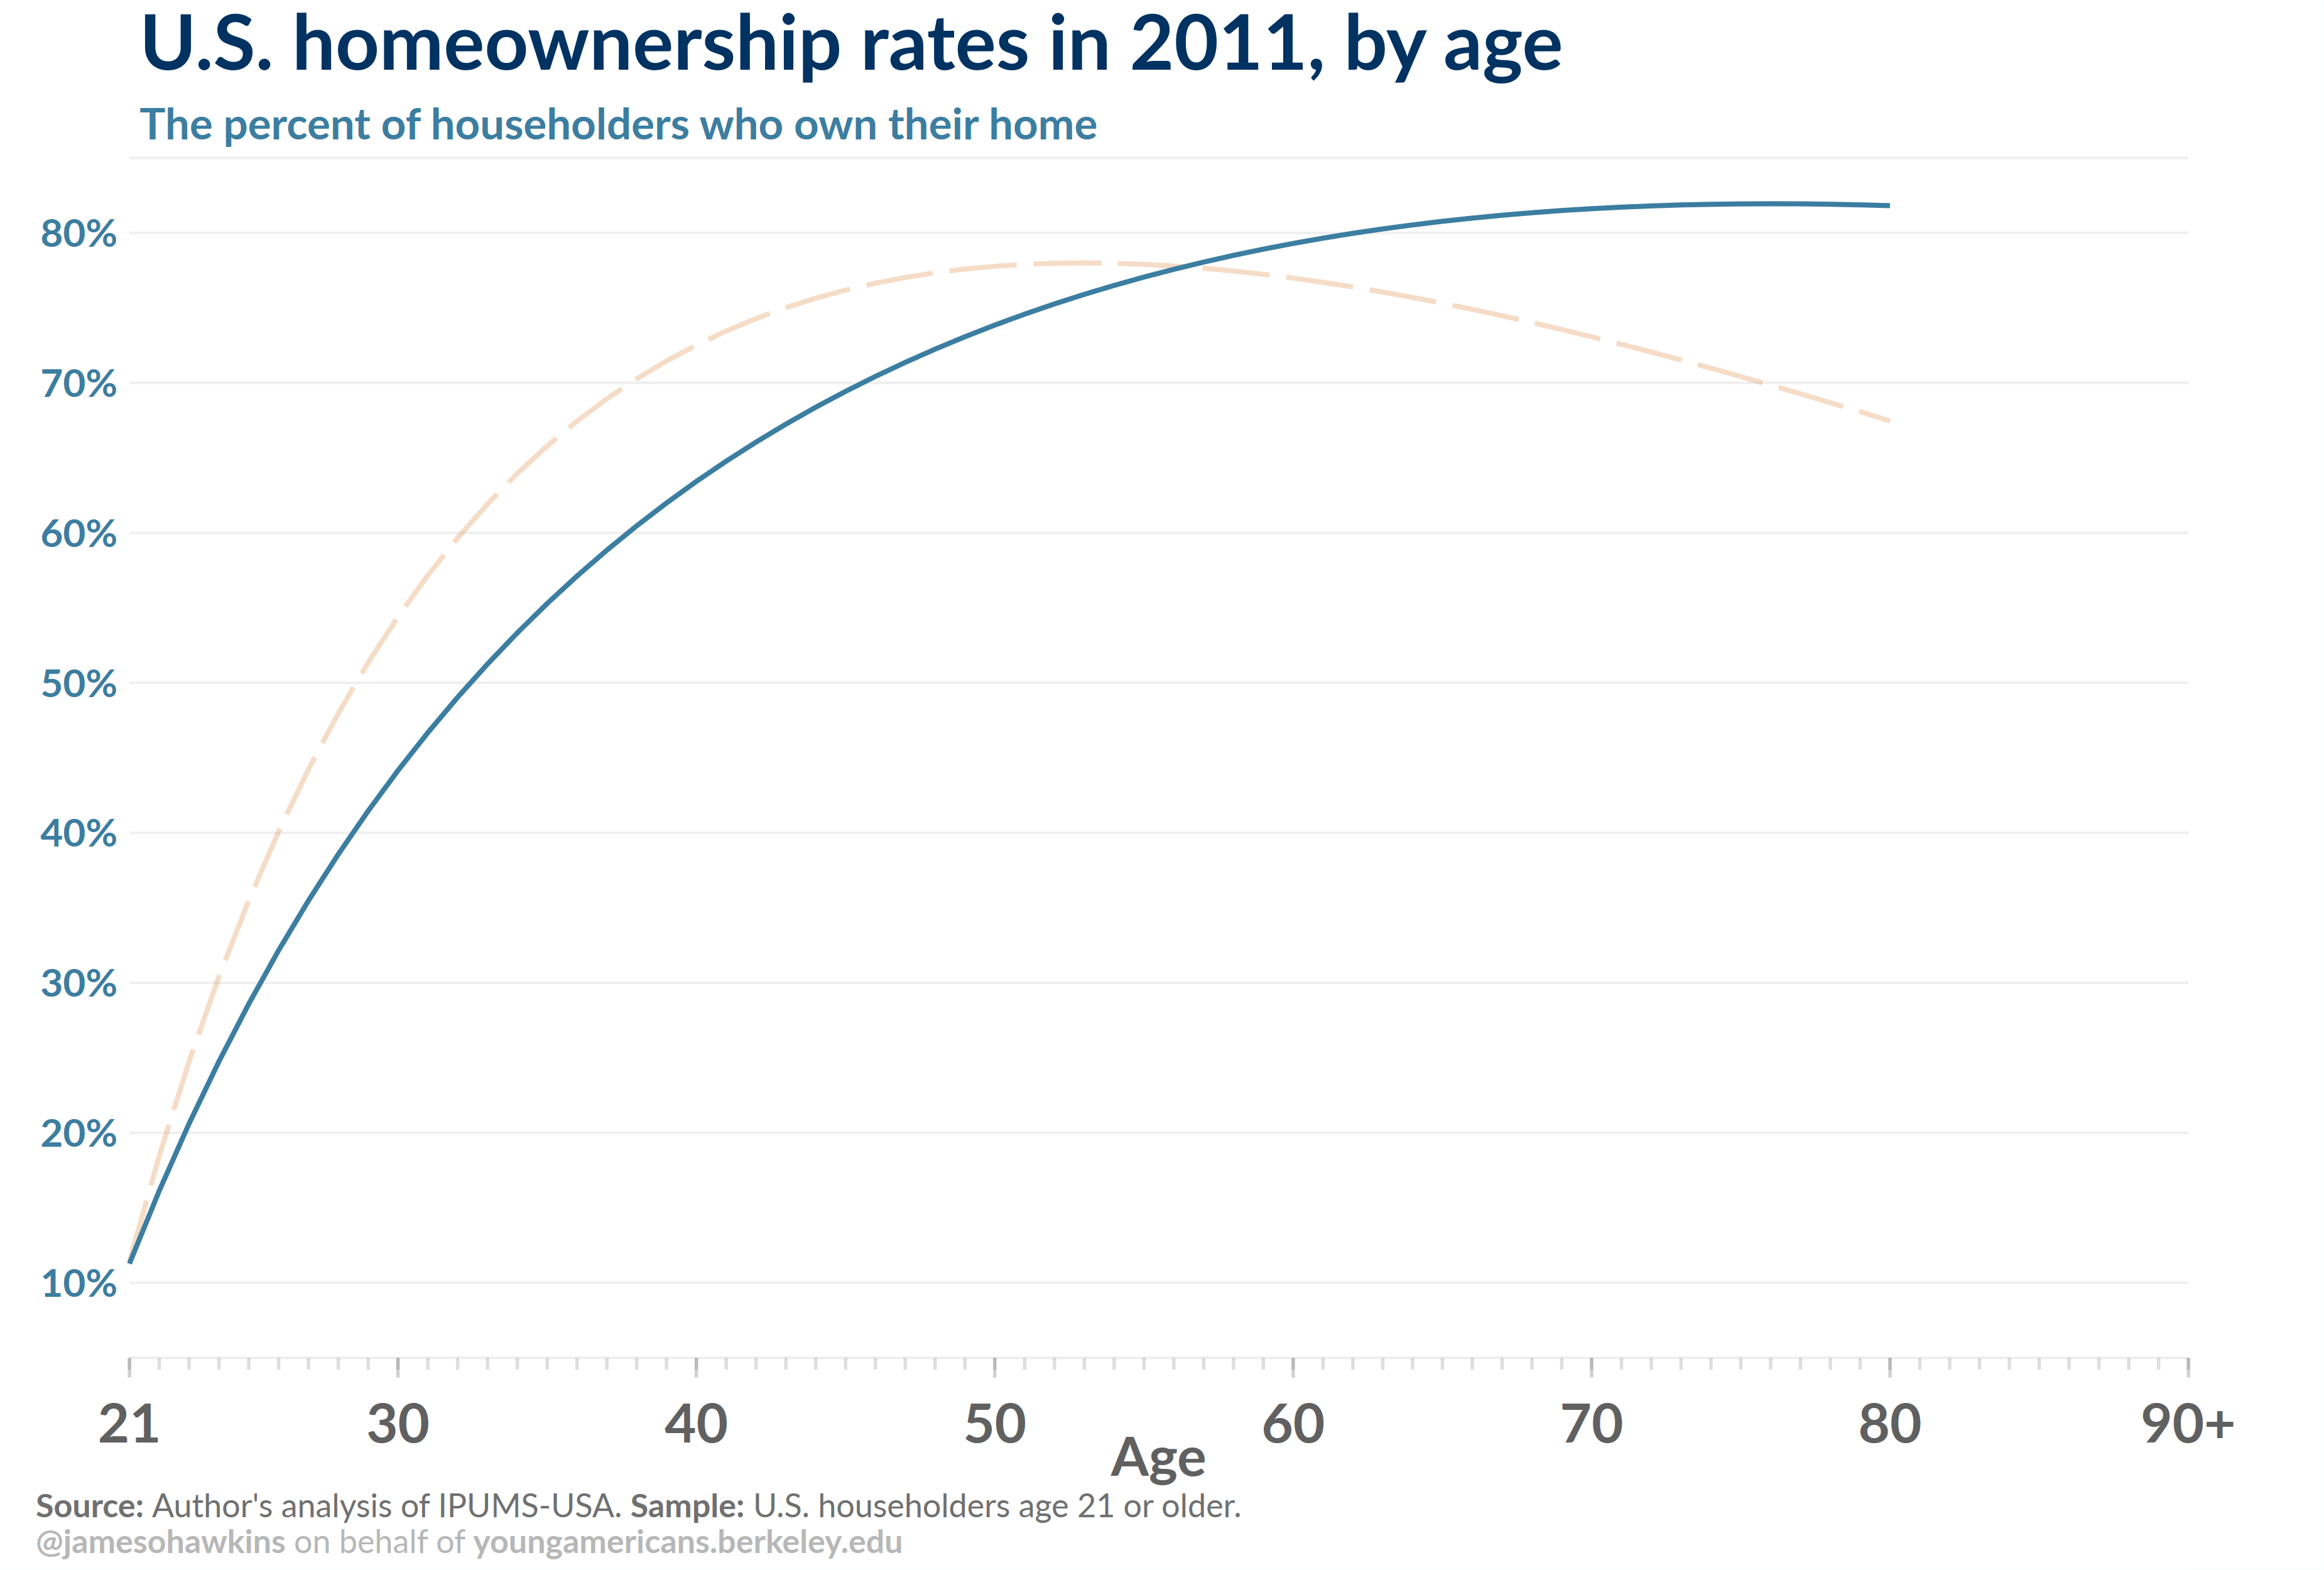 U.S. homeownership rates in 2011, by age
The percent of householders who own their home
80%
70%
60%
50%
40%
30%
20%
10%
21 30 40 50 60 70 80 90+
Age
Source: Author's analysis of IPUMS-USA. Sample: U.S. householders age 21 or older.
@jamesohawkins on behalf of youngamericans.berkeley.edu